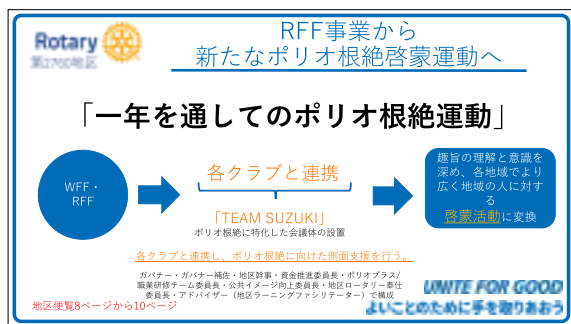 RFF事業から
新たなポリオ根絶啓蒙運動へ
Rotary
第2760地区
「一年を通してのポリオ根絶運動」
WFF・
RFF
各クラブと連携
「TEAM SUZUKI」
ポリオ根絶に特化した会議体の設置
趣旨の理解と意識を
深め、各地域でより
広く地域の人に対す
る
啓蒙活動に変換
各クラブと連携し、ポリオ根絶に向けた側面支援を行う。
ガバナー・ガバナー補佐・地区幹事・資金推進委員長・ポリオプラス/
職業研修チーム委員長・公共イメージ向上委員長・地区ロータリー奉仕
委員長・アドバイザー（地区ラーニングファシリテーター）で構成
地区便覧8ページから10ページ
UNITE FOR GOOD
よいことのために手を取りあおう